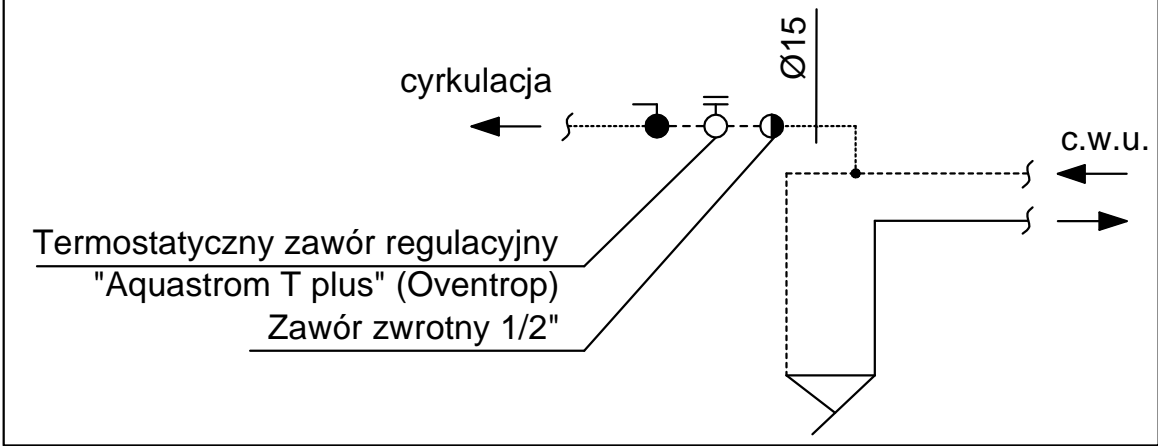 Ø15
cyrkulacja
c.w.u.
Termostatyczny zawór regulacyjny
"Aquastrom T plus" (Oventrop)
Zawór zwrotny 1/2"